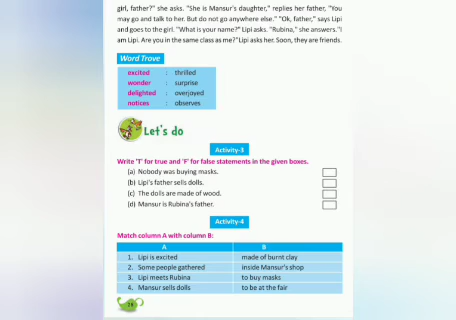 girl, father?" she asks. "She is Mansur's daughter," replies her father, "You
may go and talk to her. But do not go anywhere else." "Ok, father," says Lipi
and goes to the girl. "What is your name?" Lipi asks. "Rubina," she answers."I
am Lipi. Are you in the same class as me?"Lipi asks her. Soon, they are friends.
Word Trove
excited : thrilled
wonder : surprise
delighted : overjoyed
notices : observes
Let's do
Activity-3
Write 'T' for true and 'F' for false statements in the given boxes.
(a) Nobody was buying masks.
(b) Lipi's father sells dolls.
(c) The dolls are made of wood.
(d) Mansur is Rubina's father.
Activity-4
Match column A with column B:
A B
1. Lipi is excited made of burnt clay
2. Some people gathered inside Mansur's shop
3. Lipi meets Rubina to buy masks
4. Mansur sells dolls to be at the fair